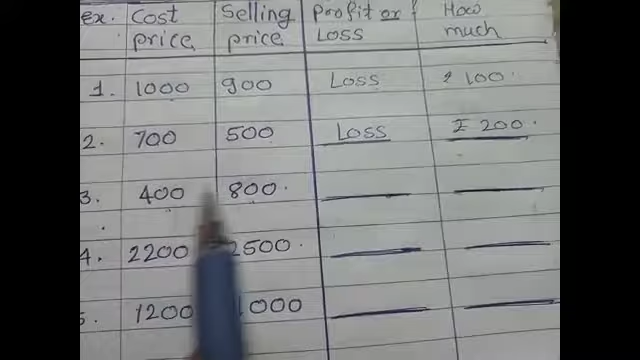 ex. Cost price Selling price Profit or Loss How much
1. 1000 900 Loss ₹ 100.
2. 700 500 Loss ₹ 200.
3. 400 800.
4. 2200 2500.
5. 1200 1000